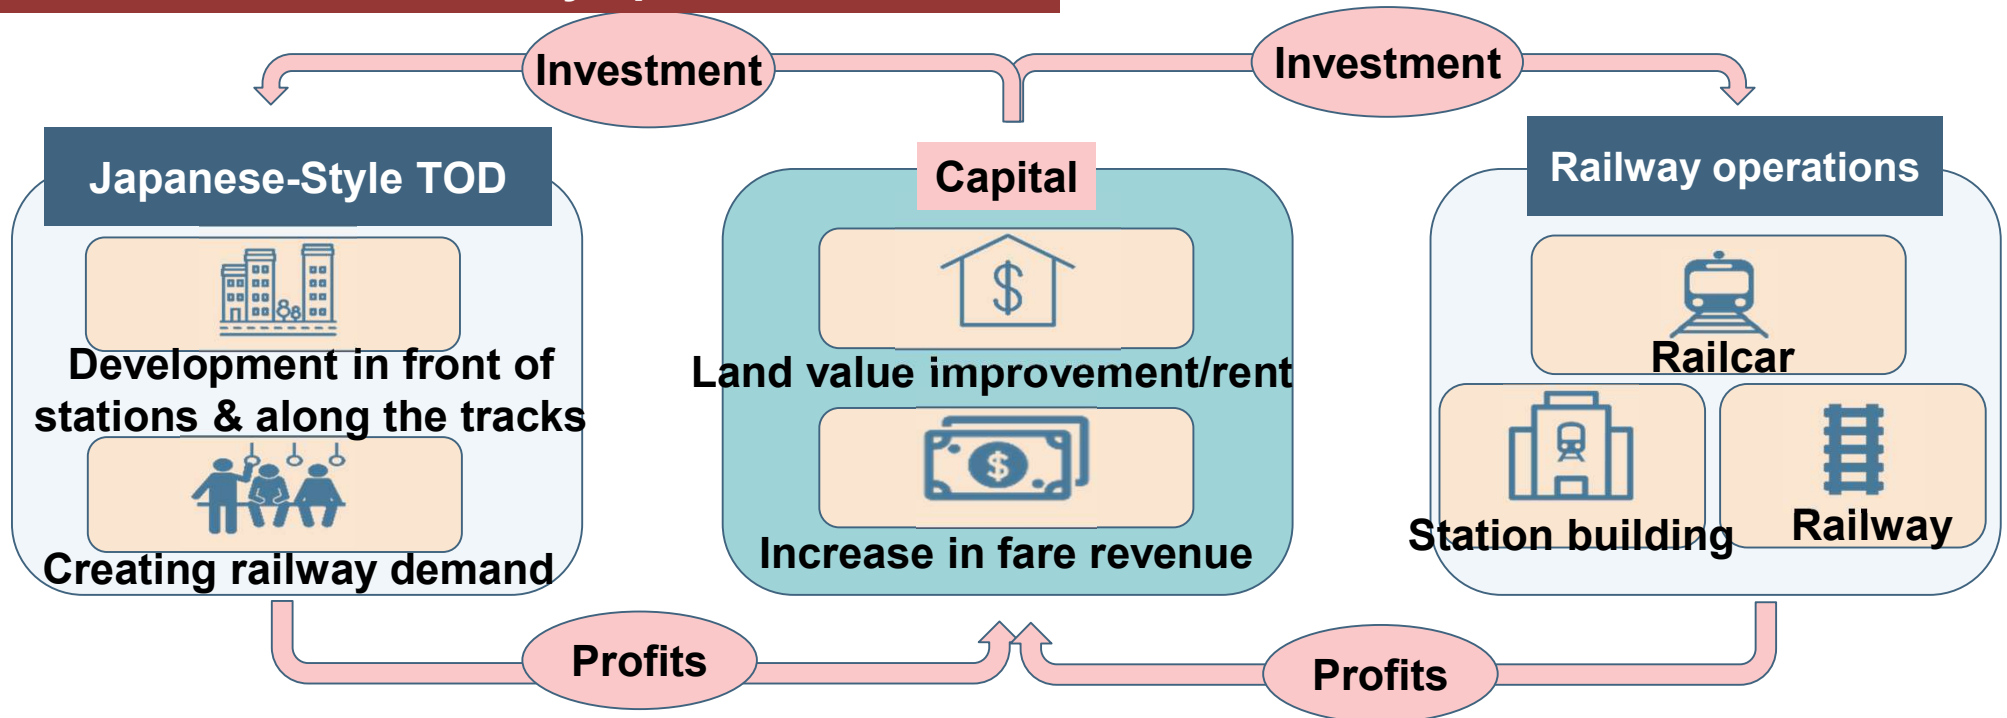 Investment
Investment
Japanese-Style TOD
Capital
Railway operations
Development in front of
stations & along the tracks
Creating railway demand
$
Land value improvement/rent
$
Increase in fare revenue
Railcar
Station building
Railway
Profits
Profits